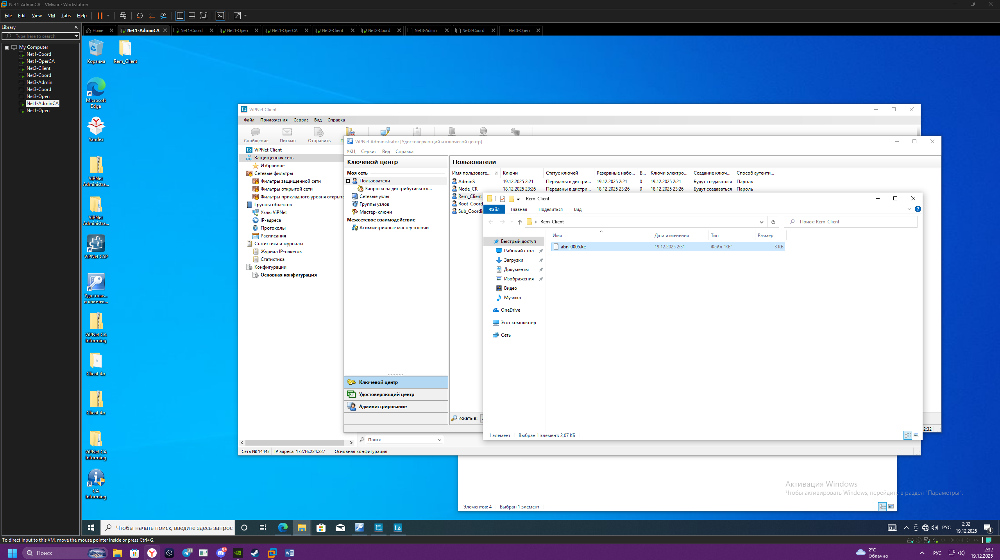 Net1-AdminCA - VMware Workstation
File Edit View VM Tabs Help
Library
Type here to search
My Computer
Net1-Coord
Net1-OperCA
Net2-Client
Net2-Coord
Net3-Admin
Net3-Coord
Net3-Open
Net1-AdminCA
Net1-Open
Home Net1-AdminCA Net1-Coord Net1-Open Net1-OperCA Net2-Client Net2-Coord Net3-Admin Net3-Coord Net3-Open
Корзина
Rem_Client
Microsoft
Edge
Yandex
ViPNet
Administra...
ViPNet
Administra...
ViPNet CSP
Удостове...
и ключев...
ViPNet CA
Informing
Client 4.x
Client 4.x
ViPNet CA
Informing
CA
Informing
ViPNet Client
Файл Приложения Сервис Вид Справка
Сообщение Письмо Отправить П
ViPNet Client
Защищенная сеть
Избранное
Сетевые фильтры
Фильтры защищенной сети
Фильтры открытой сети
Фильтры прикладного уровня открыто
Группы объектов
Узлы ViPNet
IP-адреса
Протоколы
Расписания
Статистика и журналы
Журнал IP-пакетов
Статистика
Конфигурации
Основная конфигурация
Поиск
Сеть № 14443 IP-адреса: 172.16.224.227 Основная конфигурация
ViPNet Administrator [Удостоверяющий и ключевой центр]
УКЦ Сервис Вид Справка
Ключевой центр
Моя сеть
Пользователи
Запросы на дистрибутивы кл...
Сетевые узлы
Группы узлов
Мастер-ключи
Межсетевое взаимодействие
Асимметричные мастер-ключи
Ключевой центр
Удостоверяющий центр
Администрирование
Пользователи
Имя пользовате... Ключи Статус ключей Резервные набо... В... Ключи электро... Создание ключ... Способ аутенти...
AdminS 19.12.2025 2:21 Переданы в дистри... 19.12.2025 2:21 0 19.12.2025 2:21 Будут создаваться Пароль
Node_CR 18.12.2025 23:26 Переданы в дистри... 18.12.2025 23:26 0 18.12.2025 23:26 Будут создаваться Пароль
Rem_Client
Root_Coord
Sub_Coordi
Искать в:
2:32
Rem_Client
Файл Главная Поделиться Вид
Rem_Client
Поиск: Rem_Client
Имя Дата изменения Тип Размер
abn_0005.ke 19.12.2025 2:31 Файл "KE" 3 КБ
Быстрый доступ
Рабочий стол
Загрузки
Документы
Изображения
Видео
Музыка
OneDrive
Этот компьютер
Сеть
1 элемент Выбран 1 элемент: 2,07 КБ
Элементов: 4 Выбран 1 элемент
Активация Windows
Чтобы активировать Windows, перейдите в раздел "Параметры".
Чтобы начать поиск, введите здесь запрос
РУС
2:32
19.12.2025
4
To direct input to this VM, move the mouse pointer inside or press Ctrl+G.
Поиск
88
9+
2°C
Облачно
РУС
2:32
19.12.2025